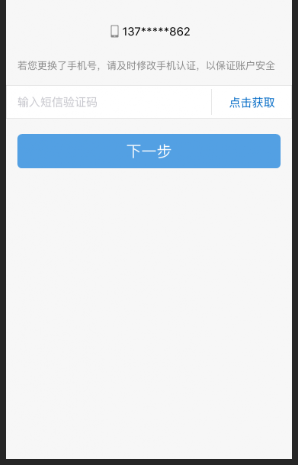 137*****862
若您更换了手机号，请及时修改手机认证，以保证账户安全
输入短信验证码
点击获取
下一步